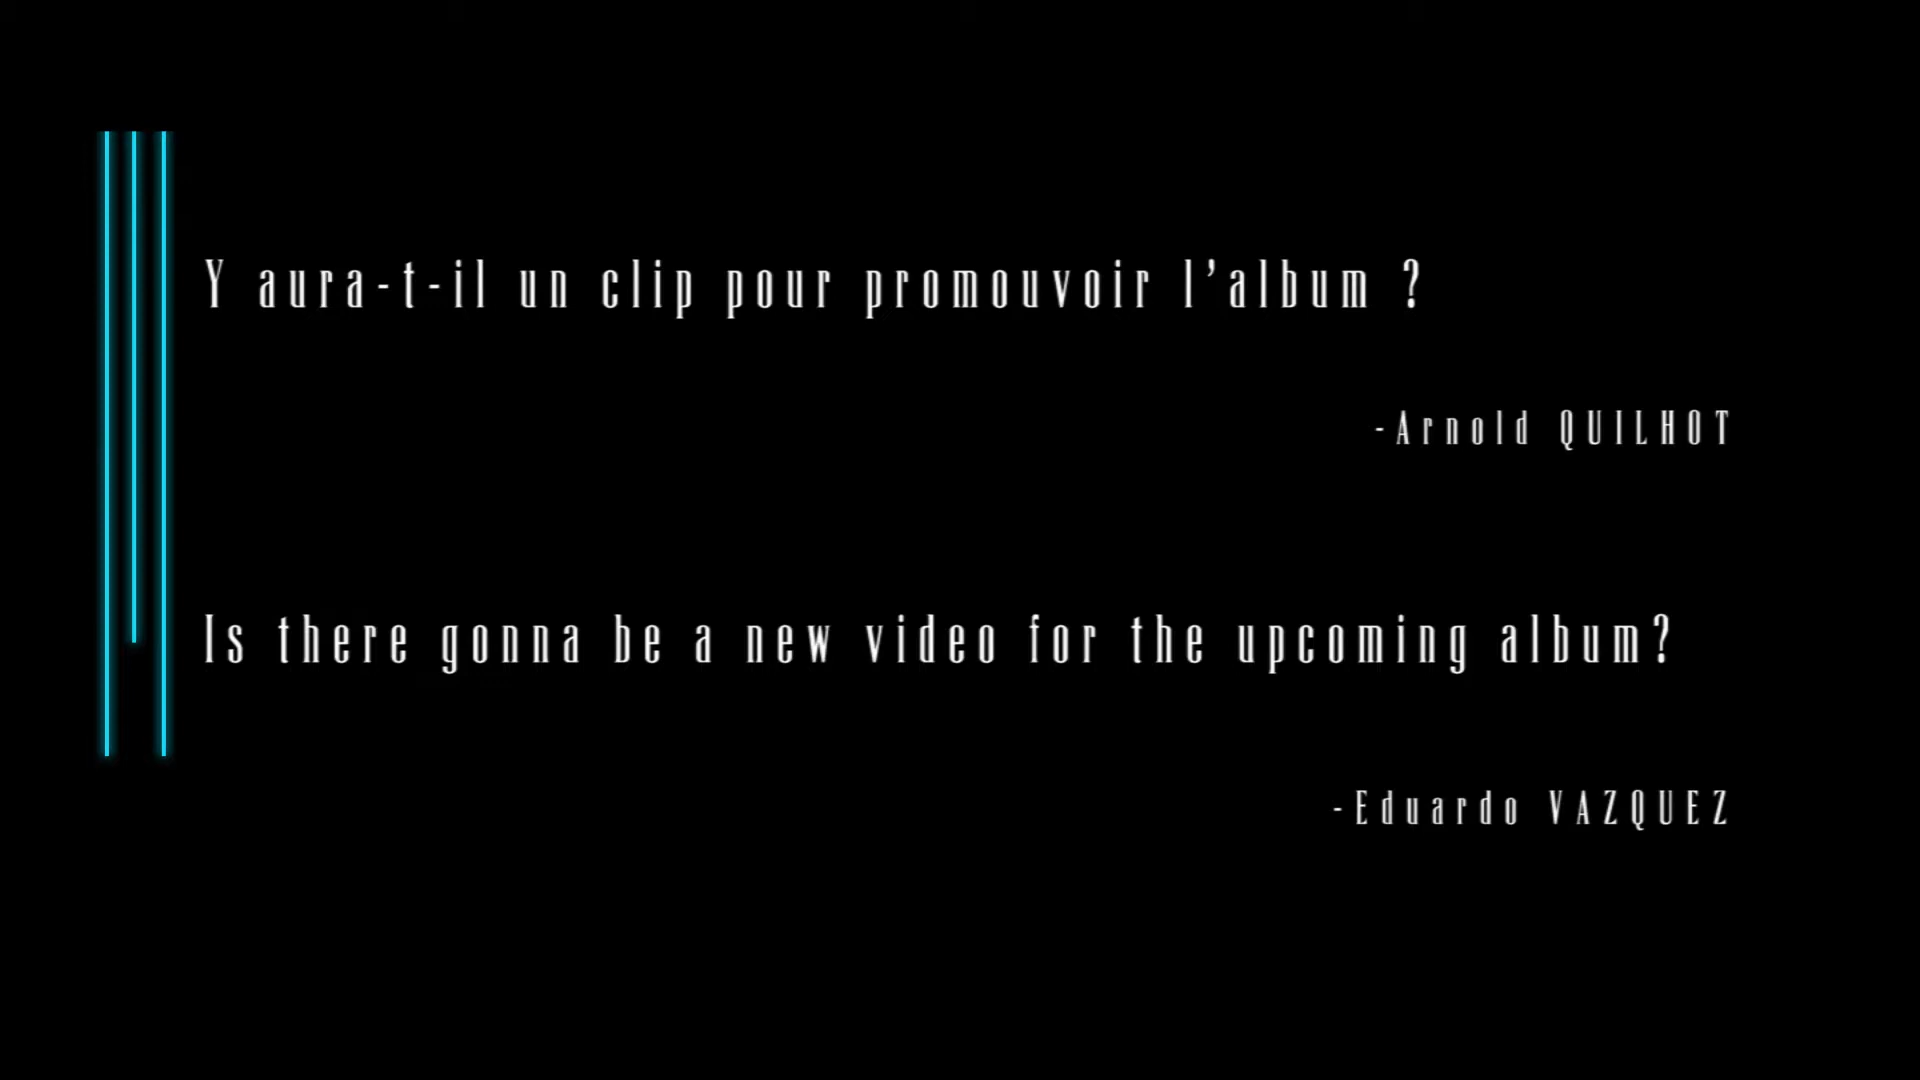 Y aura-t-il un clip pour promouvoir l’album ?
-Arnold QUILHOT
Is there gonna be a new video for the upcoming album?
-Eduardo VAZQUEZ